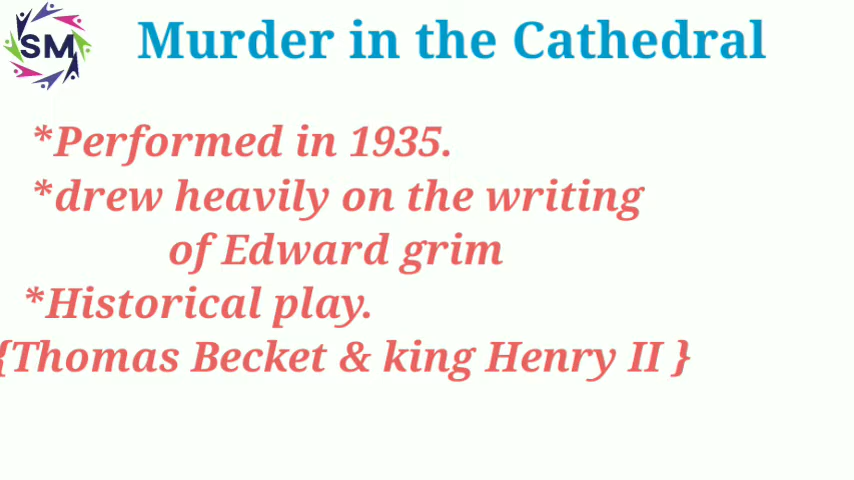 SM
Murder in the Cathedral
*Performed in 1935.
*drew heavily on the writing
of Edward grim
*Historical play.
{Thomas Becket & king Henry II }